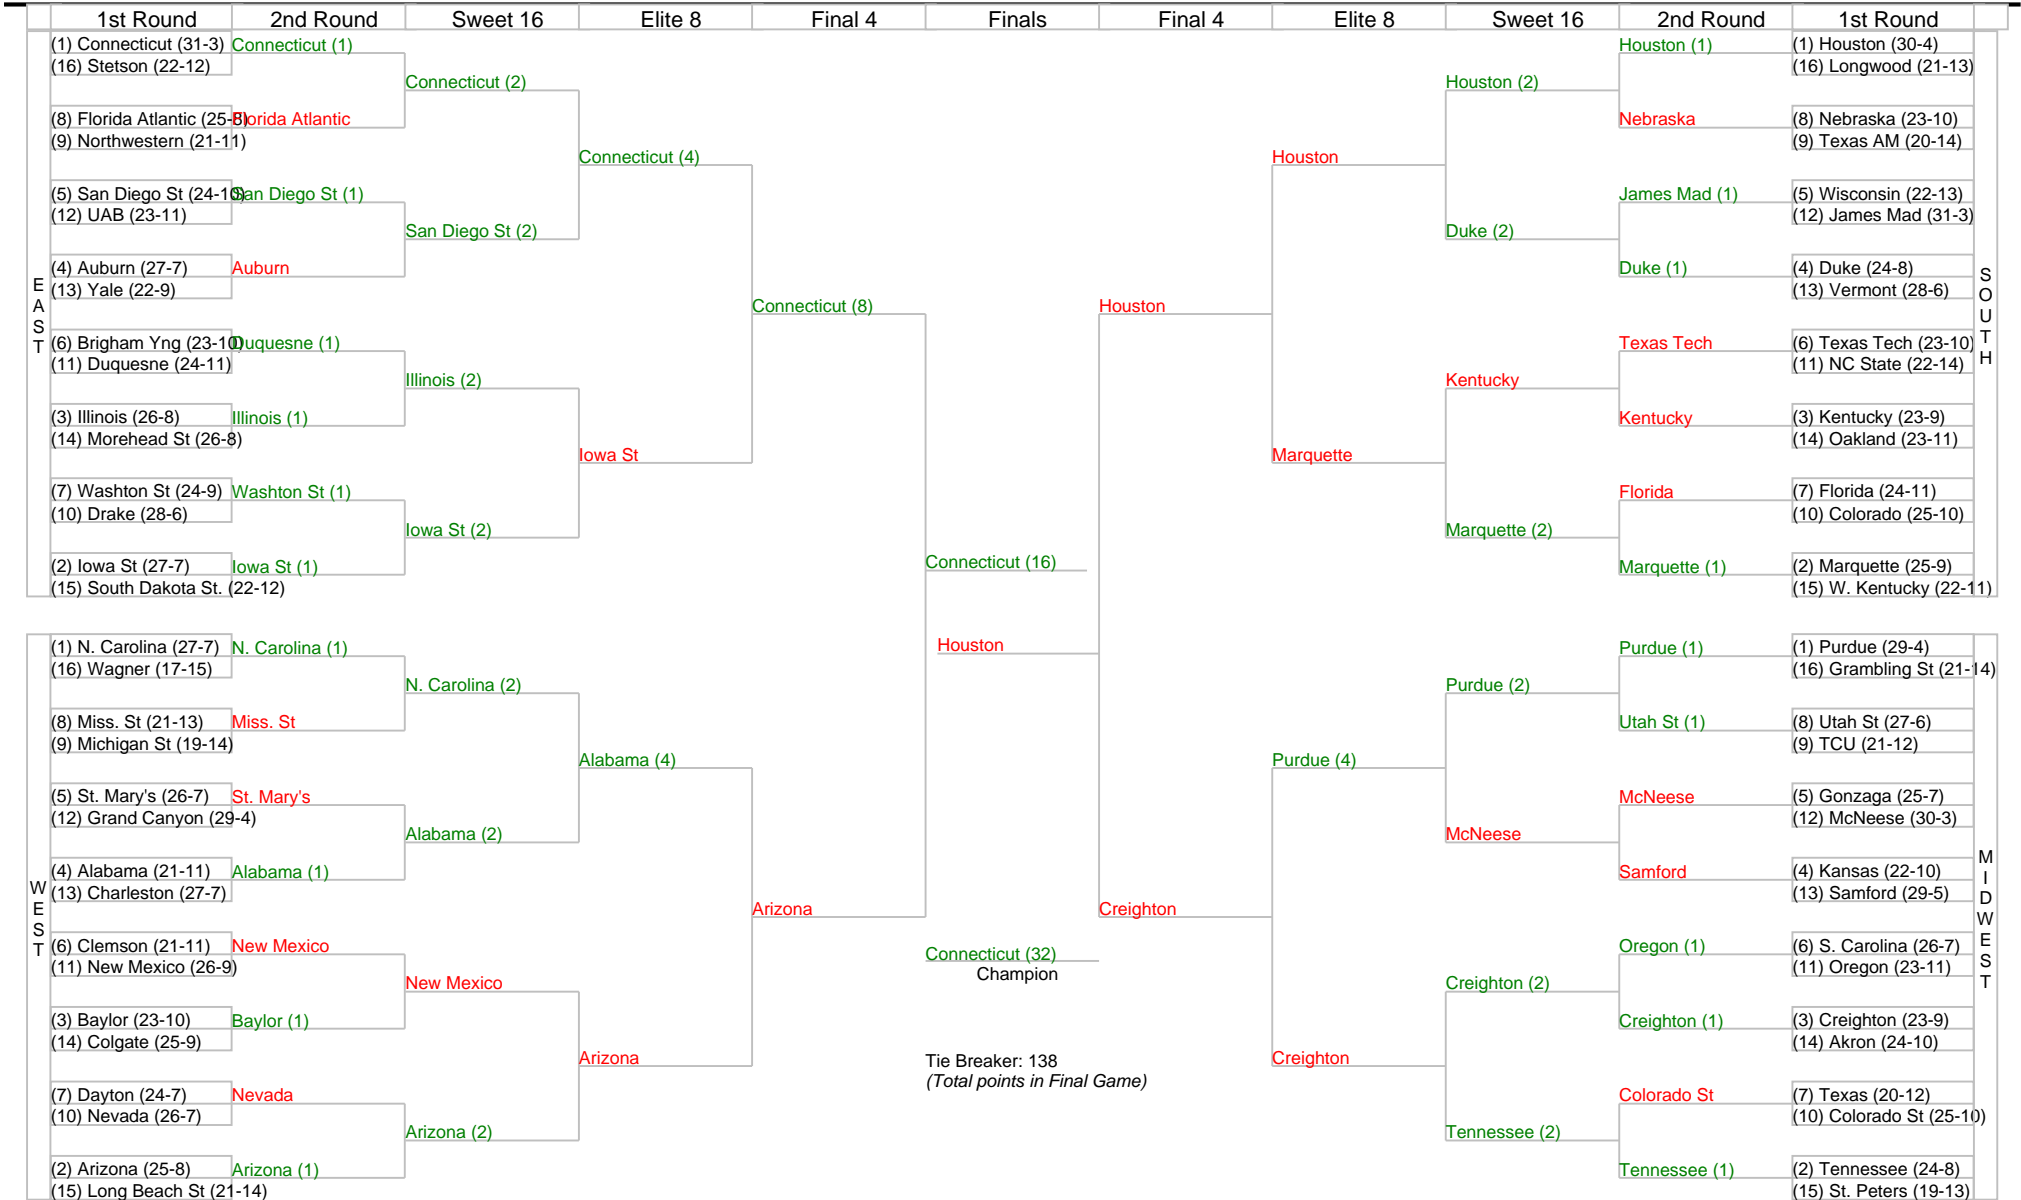 1st Round 2nd Round Sweet 16 Elite 8 Final 4 Finals Final 4 Elite 8 Sweet 16 2nd Round 1st Round
EAST
(1) Connecticut (31-3)
(16) Stetson (22-12)
(8) Florida Atlantic (25-8)
(9) Northwestern (21-11)
(5) San Diego St (24-10)
(12) UAB (23-11)
(4) Auburn (27-7)
(13) Yale (22-9)
(6) Brigham Yng (23-10)
(11) Duquesne (24-11)
(3) Illinois (26-8)
(14) Morehead St (26-8)
(7) Washton St (24-9)
(10) Drake (28-6)
(2) Iowa St (27-7)
(15) South Dakota St. (22-12)
Connecticut (1)
Florida Atlantic
San Diego St (1)
Auburn
Duquesne (1)
Illinois (1)
Washton St (1)
Iowa St (1)
Connecticut (2)
San Diego St (2)
Illinois (2)
Iowa St (2)
Connecticut (4)
Iowa St
Connecticut (8)
WEST
(1) N. Carolina (27-7)
(16) Wagner (17-15)
(8) Miss. St (21-13)
(9) Michigan St (19-14)
(5) St. Mary's (26-7)
(12) Grand Canyon (29-4)
(4) Alabama (21-11)
(13) Charleston (27-7)
(6) Clemson (21-11)
(11) New Mexico (26-9)
(3) Baylor (23-10)
(14) Colgate (25-9)
(7) Dayton (24-7)
(10) Nevada (26-7)
(2) Arizona (25-8)
(15) Long Beach St (21-14)
N. Carolina (1)
Miss. St
St. Mary's
Alabama (1)
New Mexico
Baylor (1)
Nevada
Arizona (1)
N. Carolina (2)
Alabama (2)
New Mexico
Arizona (2)
Alabama (4)
Arizona
Arizona
Connecticut (16)
Houston
Connecticut (32)
Champion
Tie Breaker: 138
(Total points in Final Game)
Houston
Houston
Marquette
Houston (2)
Duke (2)
Kentucky
Marquette (2)
Houston (1)
Nebraska
James Mad (1)
Duke (1)
Texas Tech
Kentucky
Florida
Marquette (1)
(1) Houston (30-4)
(16) Longwood (21-13)
(8) Nebraska (23-10)
(9) Texas AM (20-14)
(5) Wisconsin (22-13)
(12) James Mad (31-3)
(4) Duke (24-8)
(13) Vermont (28-6)
(6) Texas Tech (23-10)
(11) NC State (22-14)
(3) Kentucky (23-9)
(14) Oakland (23-11)
(7) Florida (24-11)
(10) Colorado (25-10)
(2) Marquette (25-9)
(15) W. Kentucky (22-11)
SOUTH
Creighton
Purdue (4)
Creighton
Purdue (2)
McNeese
Creighton (2)
Tennessee (2)
Purdue (1)
Utah St (1)
McNeese
Samford
Oregon (1)
Creighton (1)
Colorado St
Tennessee (1)
(1) Purdue (29-4)
(16) Grambling St (21-14)
(8) Utah St (27-6)
(9) TCU (21-12)
(5) Gonzaga (25-7)
(12) McNeese (30-3)
(4) Kansas (22-10)
(13) Samford (29-5)
(6) S. Carolina (26-7)
(11) Oregon (23-11)
(3) Creighton (23-9)
(14) Akron (24-10)
(7) Texas (20-12)
(10) Colorado St (25-10)
(2) Tennessee (24-8)
(15) St. Peters (19-13)
MIDWEST